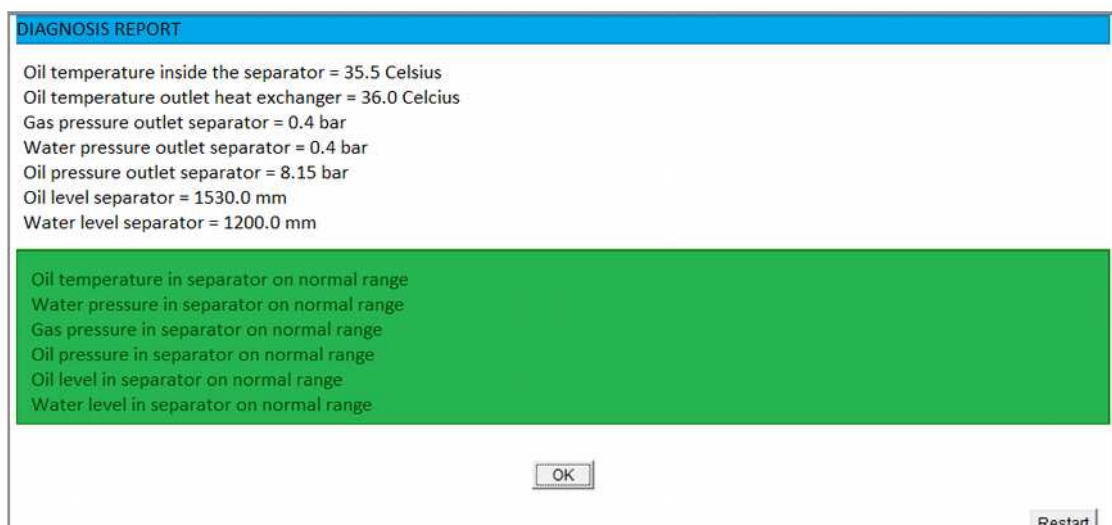 DIAGNOSIS REPORT
Oil temperature inside the separator = 35.5 Celsius
Oil temperature outlet heat exchanger = 36.0 Celcius
Gas pressure outlet separator = 0.4 bar
Water pressure outlet separator = 0.4 bar
Oil pressure outlet separator = 8.15 bar
Oil level separator = 1530.0 mm
Water level separator = 1200.0 mm
Oil temperature in separator on normal range
Water pressure in separator on normal range
Gas pressure in separator on normal range
Oil pressure in separator on normal range
Oil level in separator on normal range
Water level in separator on normal range
OK
Restart